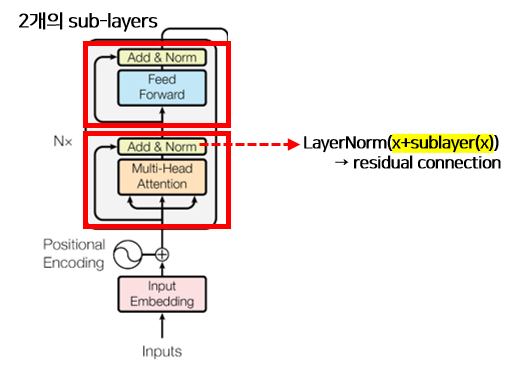 2개의 sub-layers
Add & Norm
Feed
Forward
Nx
Add & Norm
LayerNorm(x+sublayer(x))
→ residual connection
Multi-Head
Attention
Positional
Encoding
Input
Embedding
Inputs